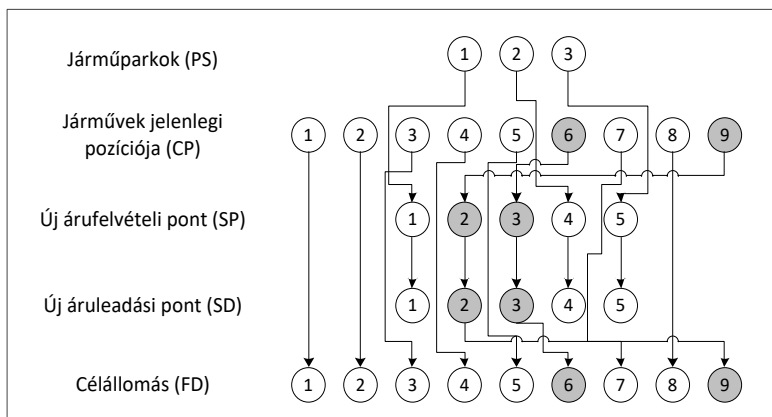 Járműparkok (PS)
1 2 3
Járművek jelenlegi
pozíciója (CP)
1 2 3 4 5 6 7 8 9
Új árufelvételi pont (SP)
1 2 3 4 5
Új áruleadási pont (SD)
1 2 3 4 5
Célállomás (FD)
1 2 3 4 5 6 7 8 9